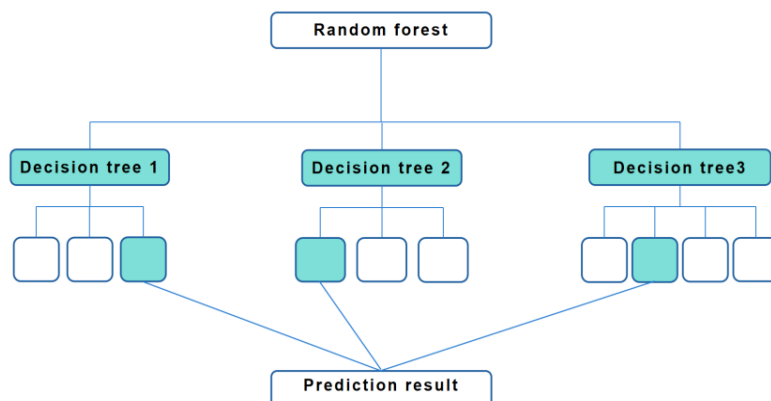 Random forest
Decision tree 1
Decision tree 2
Decision tree3
Prediction result